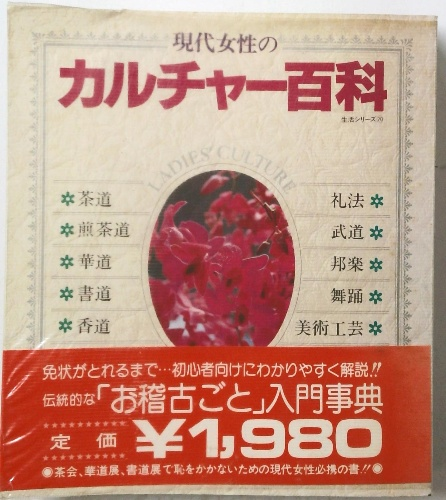 現代女性の
カルチャー百科
生活シリーズ79
LADIES' CULTURE
✲茶道
✲煎茶道
✲華道
✲書道
✲香道
礼法✲
武道✲
邦楽✲
舞踊✲
美術工芸✲
免状がとれるまで…初心者向けにわかりやすく解説!!
伝統的な「お稽古ごと」入門事典
定価 ¥1,980
●茶会、華道展、書道展で恥をかかないための現代女性必携の書!!●